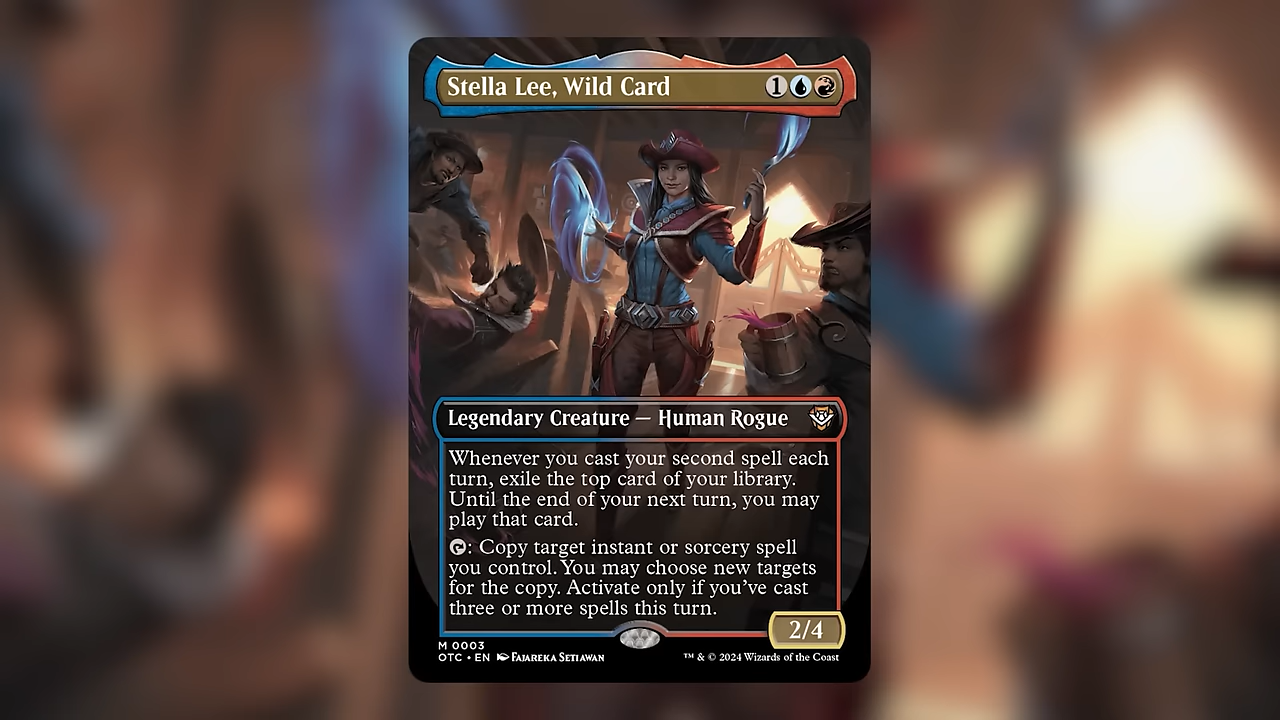 Stella Lee, Wild Card 1
Legendary Creature — Human Rogue
Whenever you cast your second spell each
turn, exile the top card of your library.
Until the end of your next turn, you may
play that card.
: Copy target instant or sorcery spell
you control. You may choose new targets
for the copy. Activate only if you've cast
three or more spells this turn.
2/4
M 0003
OTC • EN Fajareka Setiawan
™ & © 2024 Wizards of the Coast